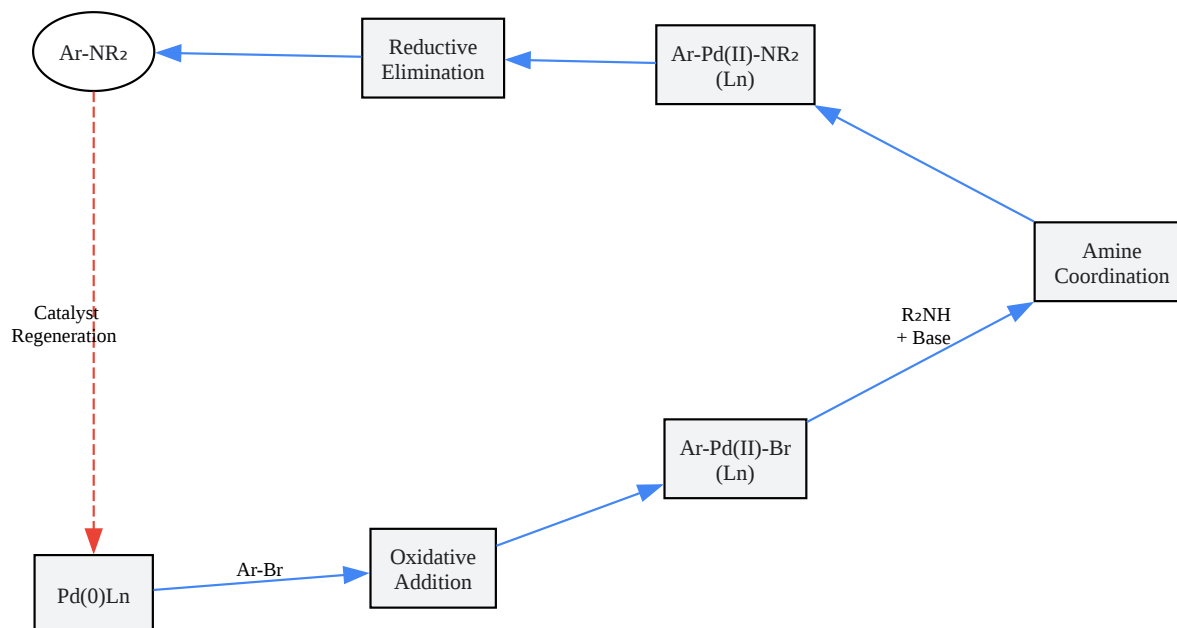 Ar-NR₂
Reductive
Elimination
Ar-Pd(II)-NR₂
(Ln)
Amine
Coordination
Catalyst
Regeneration
R₂NH
+ Base
Ar-Pd(II)-Br
(Ln)
Oxidative
Addition
Ar-Br
Pd(0)Ln